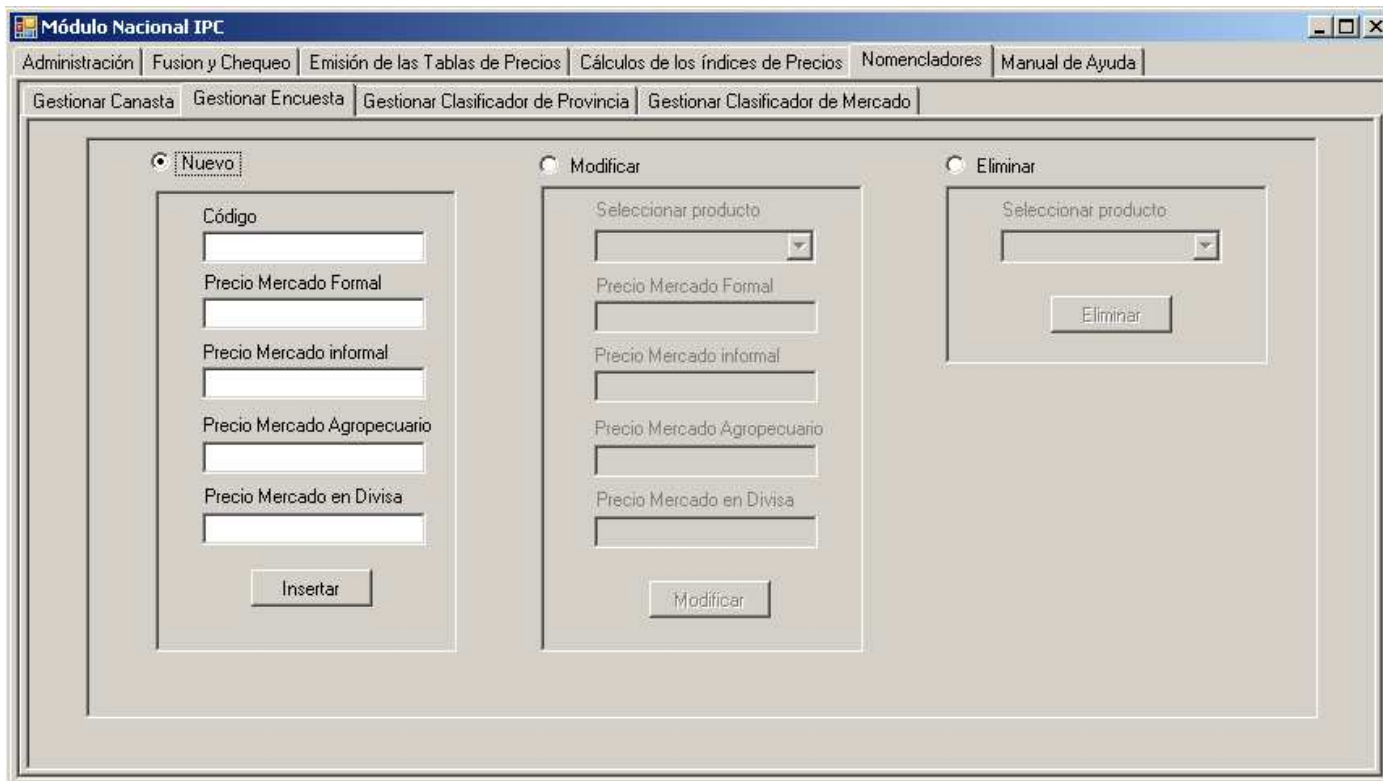 Módulo Nacional IPC
Administración Fusion y Chequeo Emisión de las Tablas de Precios Cálculos de los índices de Precios Nomencladores Manual de Ayuda
Gestionar Canasta Gestionar Encuesta Gestionar Clasificador de Provincia Gestionar Clasificador de Mercado
Nuevo
Código
Precio Mercado Formal
Precio Mercado informal
Precio Mercado Agropecuario
Precio Mercado en Divisa
Insertar
Modificar
Seleccionar producto
Precio Mercado Formal
Precio Mercado informal
Precio Mercado Agropecuario
Precio Mercado en Divisa
Modificar
Eliminar
Seleccionar producto
Eliminar